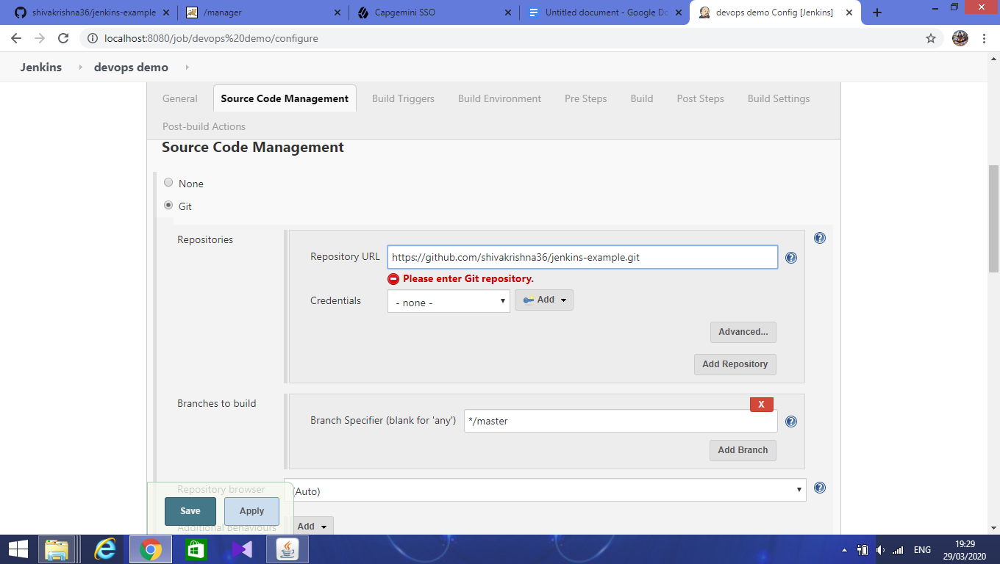 shivakrishna36/jenkins-example
/manager
Capgemini SSO
Untitled document - Google Do
devops demo Config [Jenkins]
localhost:8080/job/devops%20demo/configure
Jenkins
devops demo
General
Source Code Management
Build Triggers
Build Environment
Pre Steps
Build
Post Steps
Build Settings
Post-build Actions
Source Code Management
None
Git
Repositories
Repository URL
https://github.com/shivakrishna36/jenkins-example.git
Please enter Git repository.
Credentials
- none -
Add
Advanced...
Add Repository
Branches to build
X
Branch Specifier (blank for 'any')
*/master
Add Branch
Repository browser
(Auto)
Save
Apply
Additional Behaviours
Add
ENG
19:29
29/03/2020